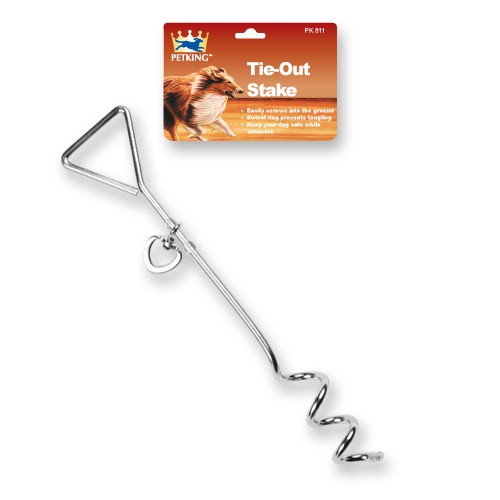 PK 811
PETKING™
Tie-Out
Stake
• Easily screws into the ground
• Swivel ring prevents tangling
• Keep your dog safe while
outdoors